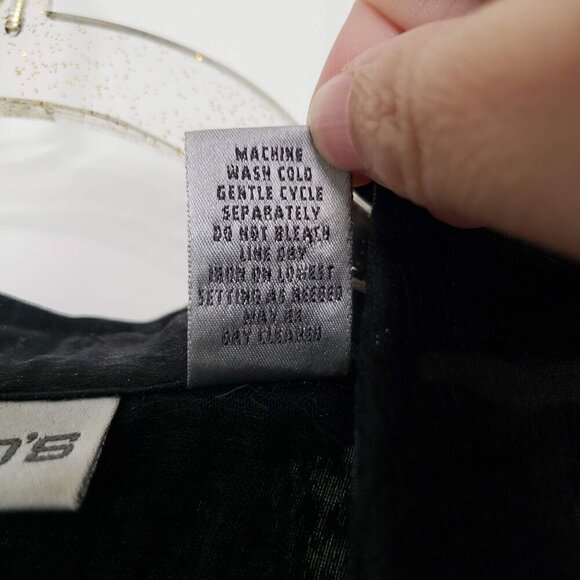 MACHINE
WASH COLD
GENTLE CYCLE
SEPARATELY
DO NOT BLEACH
LINE DRY
IRON ON LOWEST
SETTING AS NEEDED
MAY BE
DRY CLEANED
O'S